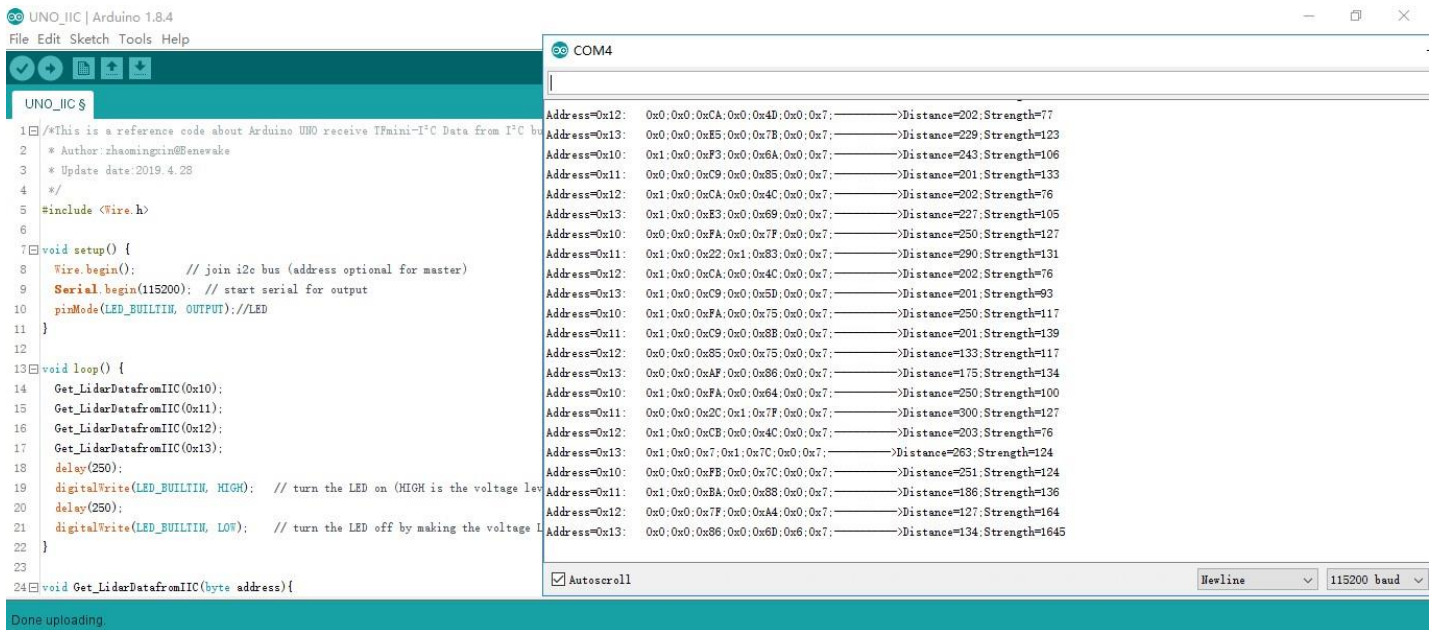 UNO_IIC | Arduino 1.8.4
File Edit Sketch Tools Help
UNO_IIC §
1 /*This is a reference code about Arduino UNO receive TFmini-I²C Data from I²C bu
2 * Author:zhaomingxin@Benewake
3 * Update date:2019.4.28
4 */
5 #include <Wire.h>
6
7 void setup() {
8 Wire.begin(); // join i2c bus (address optional for master)
9 Serial.begin(115200); // start serial for output
10 pinMode(LED_BUILTIN, OUTPUT);//LED
11 }
12
13 void loop() {
14 Get_LidarDatafromIIC(0x10);
15 Get_LidarDatafromIIC(0x11);
16 Get_LidarDatafromIIC(0x12);
17 Get_LidarDatafromIIC(0x13);
18 delay(250);
19 digitalWrite(LED_BUILTIN, HIGH); // turn the LED on (HIGH is the voltage lev
20 delay(250);
21 digitalWrite(LED_BUILTIN, LOW); // turn the LED off by making the voltage L
22 }
23
24 void Get_LidarDatafromIIC(byte address){
Done uploading.
COM4
Address=0x12: 0x0;0x0;0xCA;0x0;0x4D;0x0;0x7;—————>Distance=202;Strength=77
Address=0x13: 0x0;0x0;0xE5;0x0;0x7B;0x0;0x7;—————>Distance=229;Strength=123
Address=0x10: 0x1;0x0;0xF3;0x0;0x6A;0x0;0x7;—————>Distance=243;Strength=106
Address=0x11: 0x0;0x0;0xC9;0x0;0x85;0x0;0x7;—————>Distance=201;Strength=133
Address=0x12: 0x1;0x0;0xCA;0x0;0x4C;0x0;0x7;—————>Distance=202;Strength=76
Address=0x13: 0x1;0x0;0xE3;0x0;0x69;0x0;0x7;—————>Distance=227;Strength=105
Address=0x10: 0x0;0x0;0xFA;0x0;0x7F;0x0;0x7;—————>Distance=250;Strength=127
Address=0x11: 0x1;0x0;0x22;0x1;0x83;0x0;0x7;—————>Distance=290;Strength=131
Address=0x12: 0x1;0x0;0xCA;0x0;0x4C;0x0;0x7;—————>Distance=202;Strength=76
Address=0x13: 0x1;0x0;0xC9;0x0;0x5D;0x0;0x7;—————>Distance=201;Strength=93
Address=0x10: 0x1;0x0;0xFA;0x0;0x75;0x0;0x7;—————>Distance=250;Strength=117
Address=0x11: 0x1;0x0;0xC9;0x0;0x8B;0x0;0x7;—————>Distance=201;Strength=139
Address=0x12: 0x0;0x0;0x85;0x0;0x75;0x0;0x7;—————>Distance=133;Strength=117
Address=0x13: 0x0;0x0;0xAF;0x0;0x86;0x0;0x7;—————>Distance=175;Strength=134
Address=0x10: 0x1;0x0;0xFA;0x0;0x64;0x0;0x7;—————>Distance=250;Strength=100
Address=0x11: 0x0;0x0;0x2C;0x1;0x7F;0x0;0x7;—————>Distance=300;Strength=127
Address=0x12: 0x1;0x0;0xCB;0x0;0x4C;0x0;0x7;—————>Distance=203;Strength=76
Address=0x13: 0x1;0x0;0x7;0x1;0x7C;0x0;0x7;—————>Distance=263;Strength=124
Address=0x10: 0x0;0x0;0xFB;0x0;0x7C;0x0;0x7;—————>Distance=251;Strength=124
Address=0x11: 0x1;0x0;0xBA;0x0;0x88;0x0;0x7;—————>Distance=186;Strength=136
Address=0x12: 0x0;0x0;0x7F;0x0;0xA4;0x0;0x7;—————>Distance=127;Strength=164
Address=0x13: 0x0;0x0;0x86;0x0;0x6D;0x6;0x7;—————>Distance=134;Strength=1645
Autoscroll
Newline
115200 baud